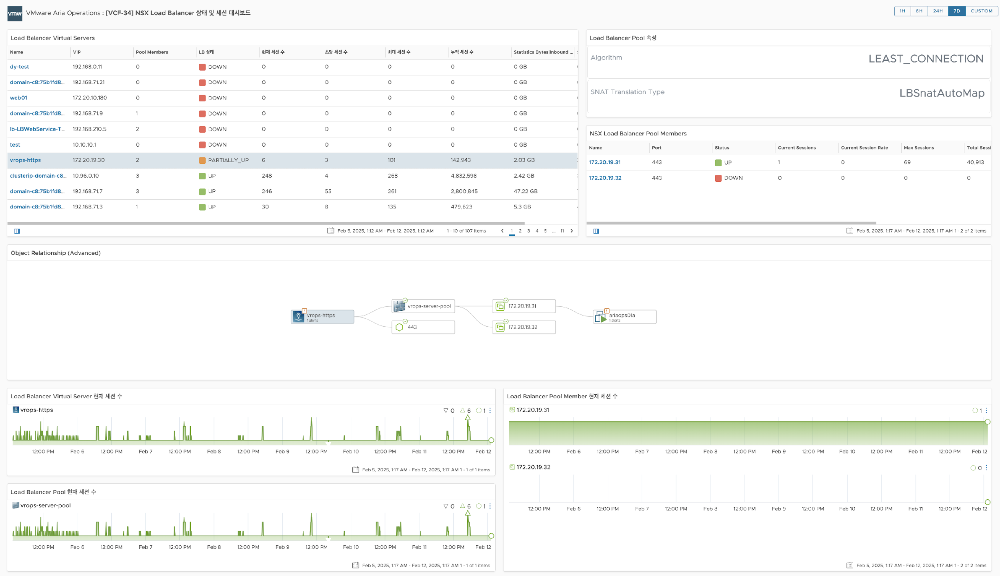 vmw VMware Aria Operations : [VCF-34] NSX Load Balancer 상태 및 세션 대시보드
1H 6H 24H 7D CUSTOM
Load Balancer Virtual Servers
Name VIP Pool Members LB 상태 현재 세션 수 초당 세션 수 최대 세션 수 누적 세션 수 Statistics|Bytes|Inbound ...
dy-test 192.168.0.11 0 DOWN 0 0 0 0 0 GB
domain-c8:75b1fd8... 192.168.71.21 0 DOWN 0 0 0 0 0 GB
web01 172.20.10.180 0 DOWN 0 0 0 0 0 GB
domain-c8:75b1fd8... 192.168.71.9 1 DOWN 0 0 0 0 0 GB
lb-LBWebService-T... 192.168.210.5 2 DOWN 0 0 0 0 0 GB
test 10.10.10.1 0 DOWN 0 0 0 0 0 GB
vrops-https 172.20.19.30 2 PARTIALLY_UP 6 3 101 142,943 2.03 GB
clusterip-domain-c8... 10.96.0.10 3 UP 248 4 268 4,832,598 2.42 GB
domain-c8:75b1fd8... 192.168.71.7 3 UP 246 55 261 2,800,845 47.22 GB
domain-c8:75b1fd8... 192.168.71.3 1 UP 30 8 135 479,623 5.3 GB
Feb 5, 2025, 1:12 AM - Feb 12, 2025, 1:12 AM 1 - 10 of 107 items 1 2 3 4 5 ... 11
Load Balancer Pool 속성
Algorithm LEAST_CONNECTION
SNAT Translation Type LBSnatAutoMap
NSX Load Balancer Pool Members
Name Port Status Current Sessions Current Session Rate Max Sessions Total Sessi
172.20.19.31 443 UP 1 0 69 40,913
172.20.19.32 443 DOWN 0 0 0 0
Feb 5, 2025, 1:17 AM - Feb 12, 2025, 1:17 AM 1 - 2 of 2 items
Object Relationship (Advanced)
vrops-https
1 alerts
vrops-server-pool
443
172.20.19.31
172.20.19.32
ariaops01a
1 alerts
Load Balancer Virtual Server 현재 세션 수
vrops-https 0 6 1
12:00 PM Feb 6 12:00 PM Feb 7 12:00 PM Feb 8 12:00 PM Feb 9 12:00 PM Feb 10 12:00 PM Feb 11 12:00 PM Feb 12
Feb 5, 2025, 1:17 AM - Feb 12, 2025, 1:17 AM 1 - 1 of 1 items
Load Balancer Pool 현재 세션 수
vrops-server-pool 0 6 1
12:00 PM Feb 6 12:00 PM Feb 7 12:00 PM Feb 8 12:00 PM Feb 9 12:00 PM Feb 10 12:00 PM Feb 11 12:00 PM Feb 12
Feb 5, 2025, 1:17 AM - Feb 12, 2025, 1:17 AM 1 - 1 of 1 items
Load Balancer Pool Member 현재 세션 수
172.20.19.31 1
12:00 PM Feb 6 12:00 PM Feb 7 12:00 PM Feb 8 12:00 PM Feb 9 12:00 PM Feb 10 12:00 PM Feb 11 12:00 PM Feb 12
172.20.19.32 0
12:00 PM Feb 6 12:00 PM Feb 7 12:00 PM Feb 8 12:00 PM Feb 9 12:00 PM Feb 10 12:00 PM Feb 11 12:00 PM Feb 12
Feb 5, 2025, 1:17 AM - Feb 12, 2025, 1:17 AM 1 - 2 of 2 items